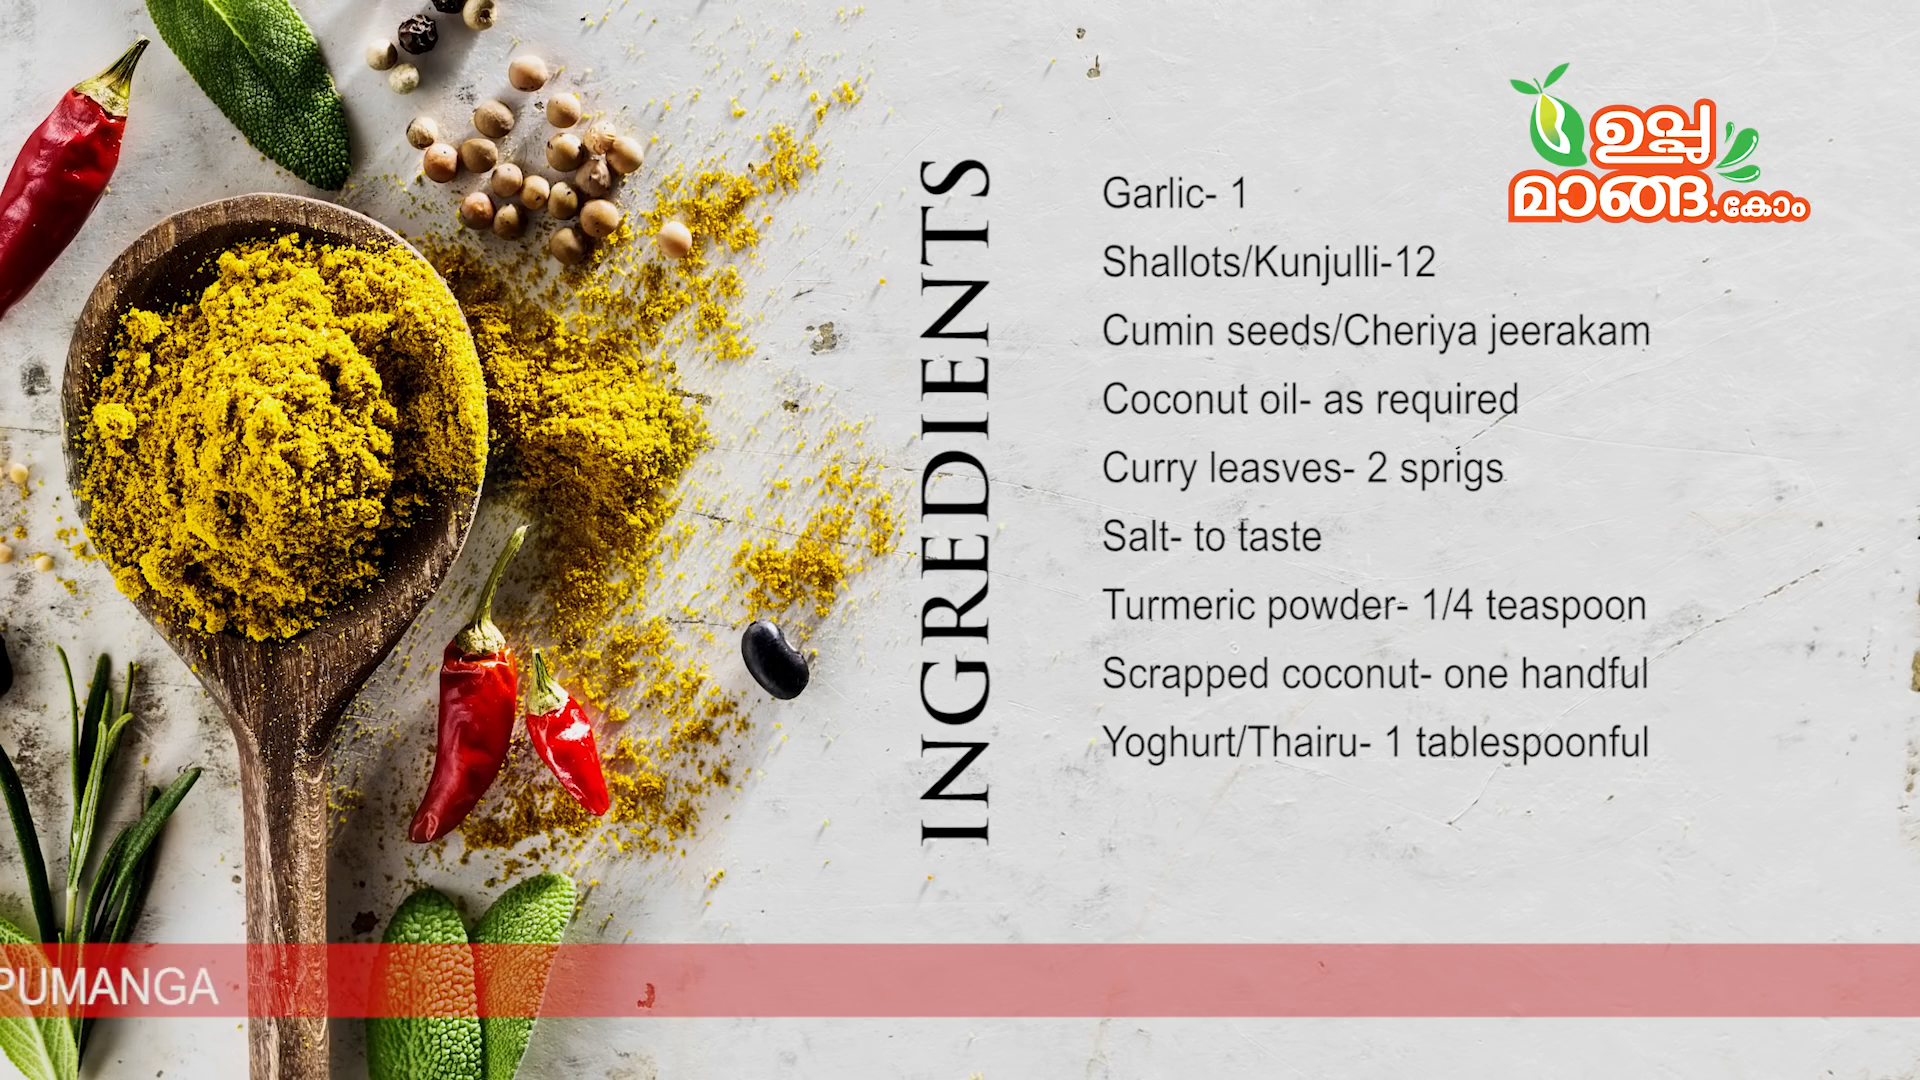 ഉപ്പു
മാങ്ങ.കോം
INGREDIENTS
Garlic- 1
Shallots/Kunjulli-12
Cumin seeds/Cheriya jeerakam
Coconut oil- as required
Curry leasves- 2 sprigs
Salt- to taste
Turmeric powder- 1/4 teaspoon
Scrapped coconut- one handful
Yoghurt/Thairu- 1 tablespoonful
PUMANGA